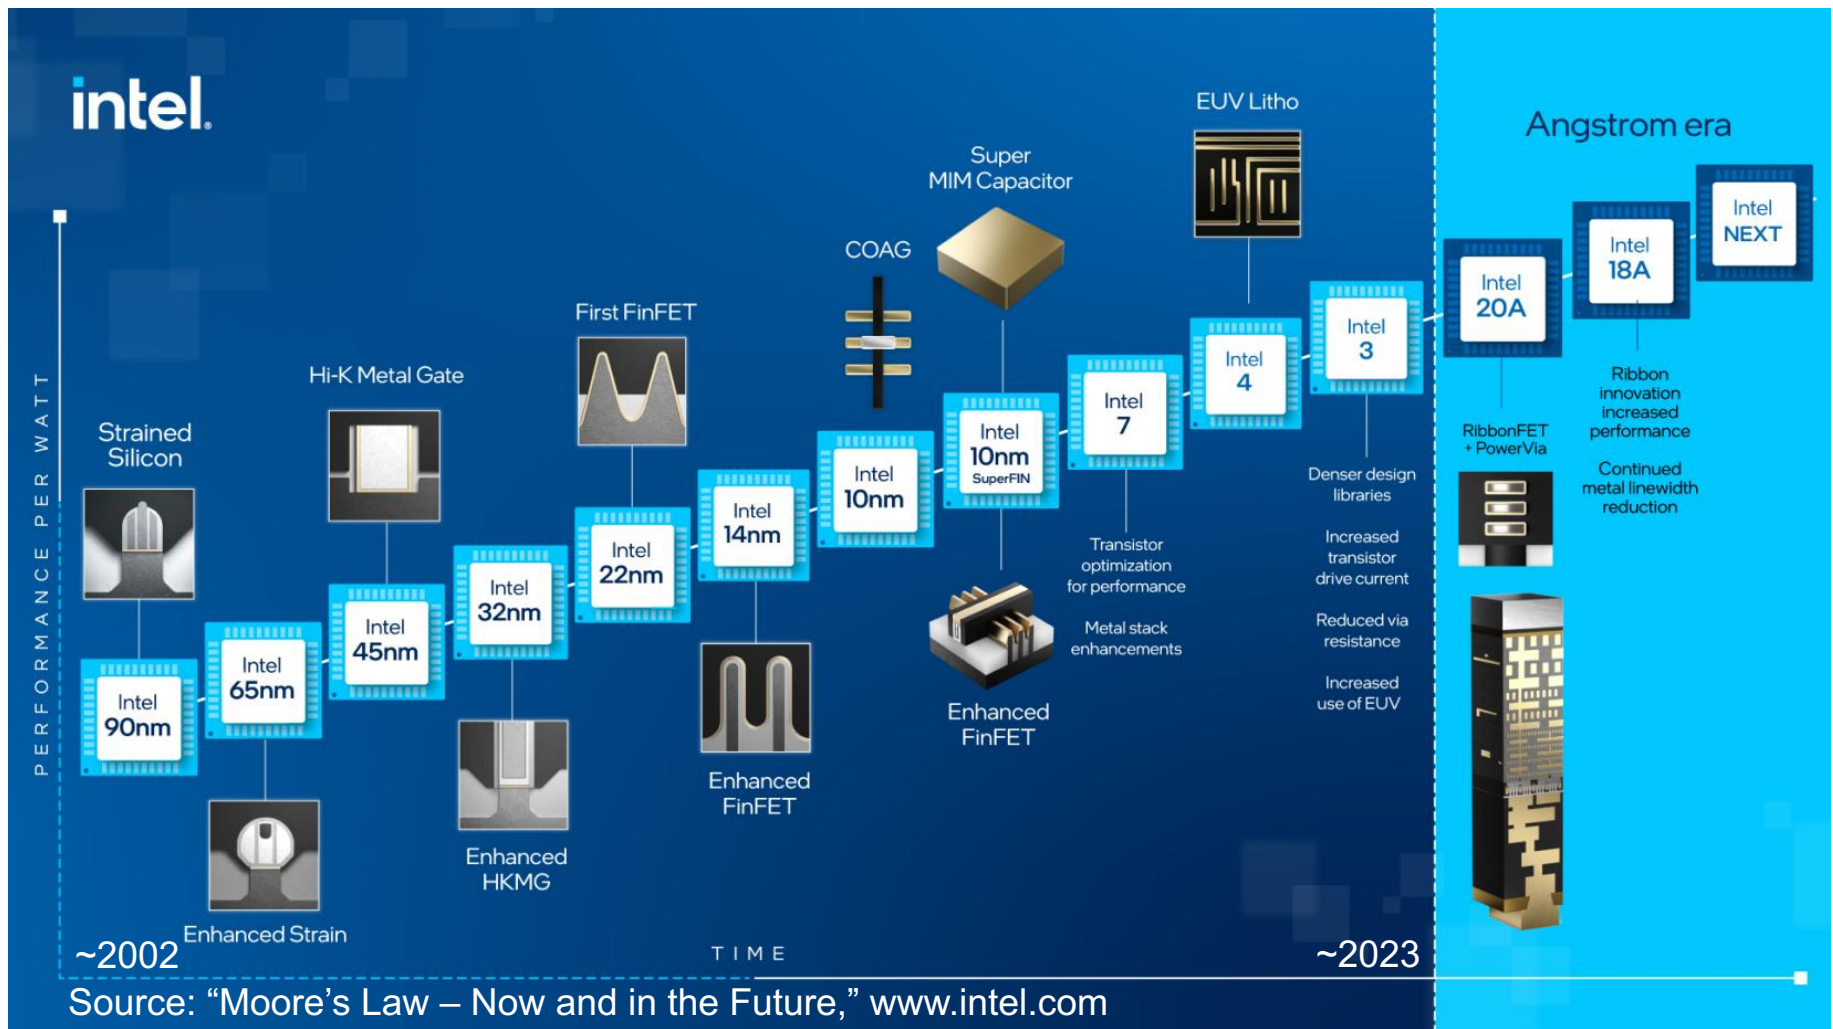 intel.
Angstrom era
EUV Litho
Super
MIM Capacitor
COAG
First FinFET
Hi-K Metal Gate
Strained
Silicon
PERFORMANCE PER WATT
Intel
90nm
Intel
65nm
Intel
45nm
Intel
32nm
Intel
22nm
Intel
14nm
Intel
10nm
Intel
10nm
SuperFIN
Intel
7
Intel
4
Intel
3
Intel
20A
Intel
18A
Intel
NEXT
Enhanced Strain
Enhanced
HKMG
Enhanced
FinFET
Enhanced
FinFET
Transistor
optimization
for performance
Metal stack
enhancements
Denser design
libraries
Increased
transistor
drive current
Reduced via
resistance
Increased
use of EUV
RibbonFET
+ PowerVia
Ribbon
innovation
increased
performance
Continued
metal linewidth
reduction
~2002
TIME
~2023
Source: “Moore’s Law – Now and in the Future,” www.intel.com